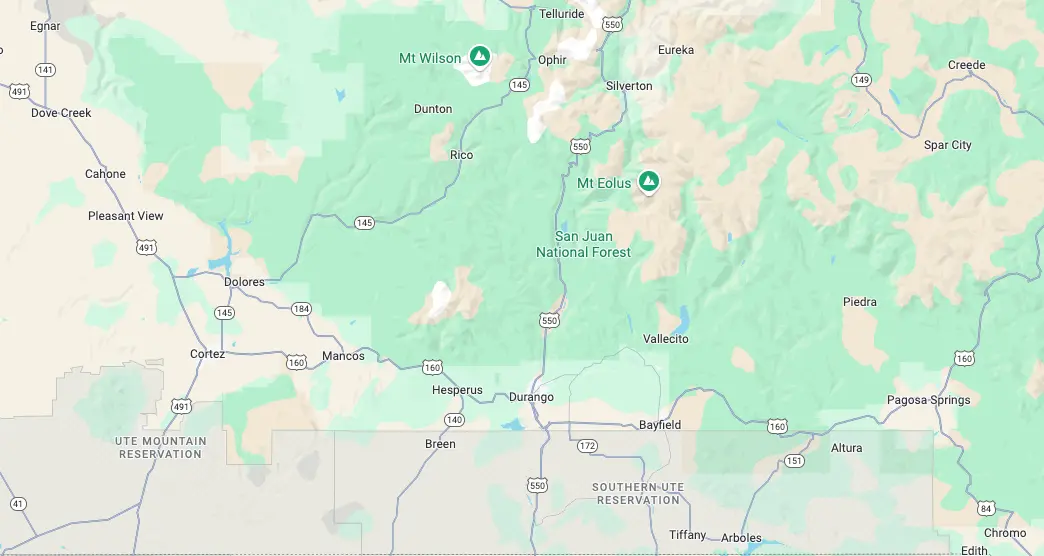 Telluride
550
Egnar
Mt Wilson
Ophir
Eureka
Creede
141
145
149
491
Silverton
Dunton
Dove Creek
550
Spar City
Rico
Cahone
Mt Eolus
Pleasant View
145
San Juan
National Forest
491
Dolores
Piedra
184
145
550
Vallecito
Cortez
Mancos
160
160
160
Hesperus
Durango
Pagosa Springs
491
140
Bayfield
160
UTE MOUNTAIN
RESERVATION
Breen
172
Altura
151
550
SOUTHERN UTE
RESERVATION
41
84
Tiffany
Arboles
Chromo
Edith